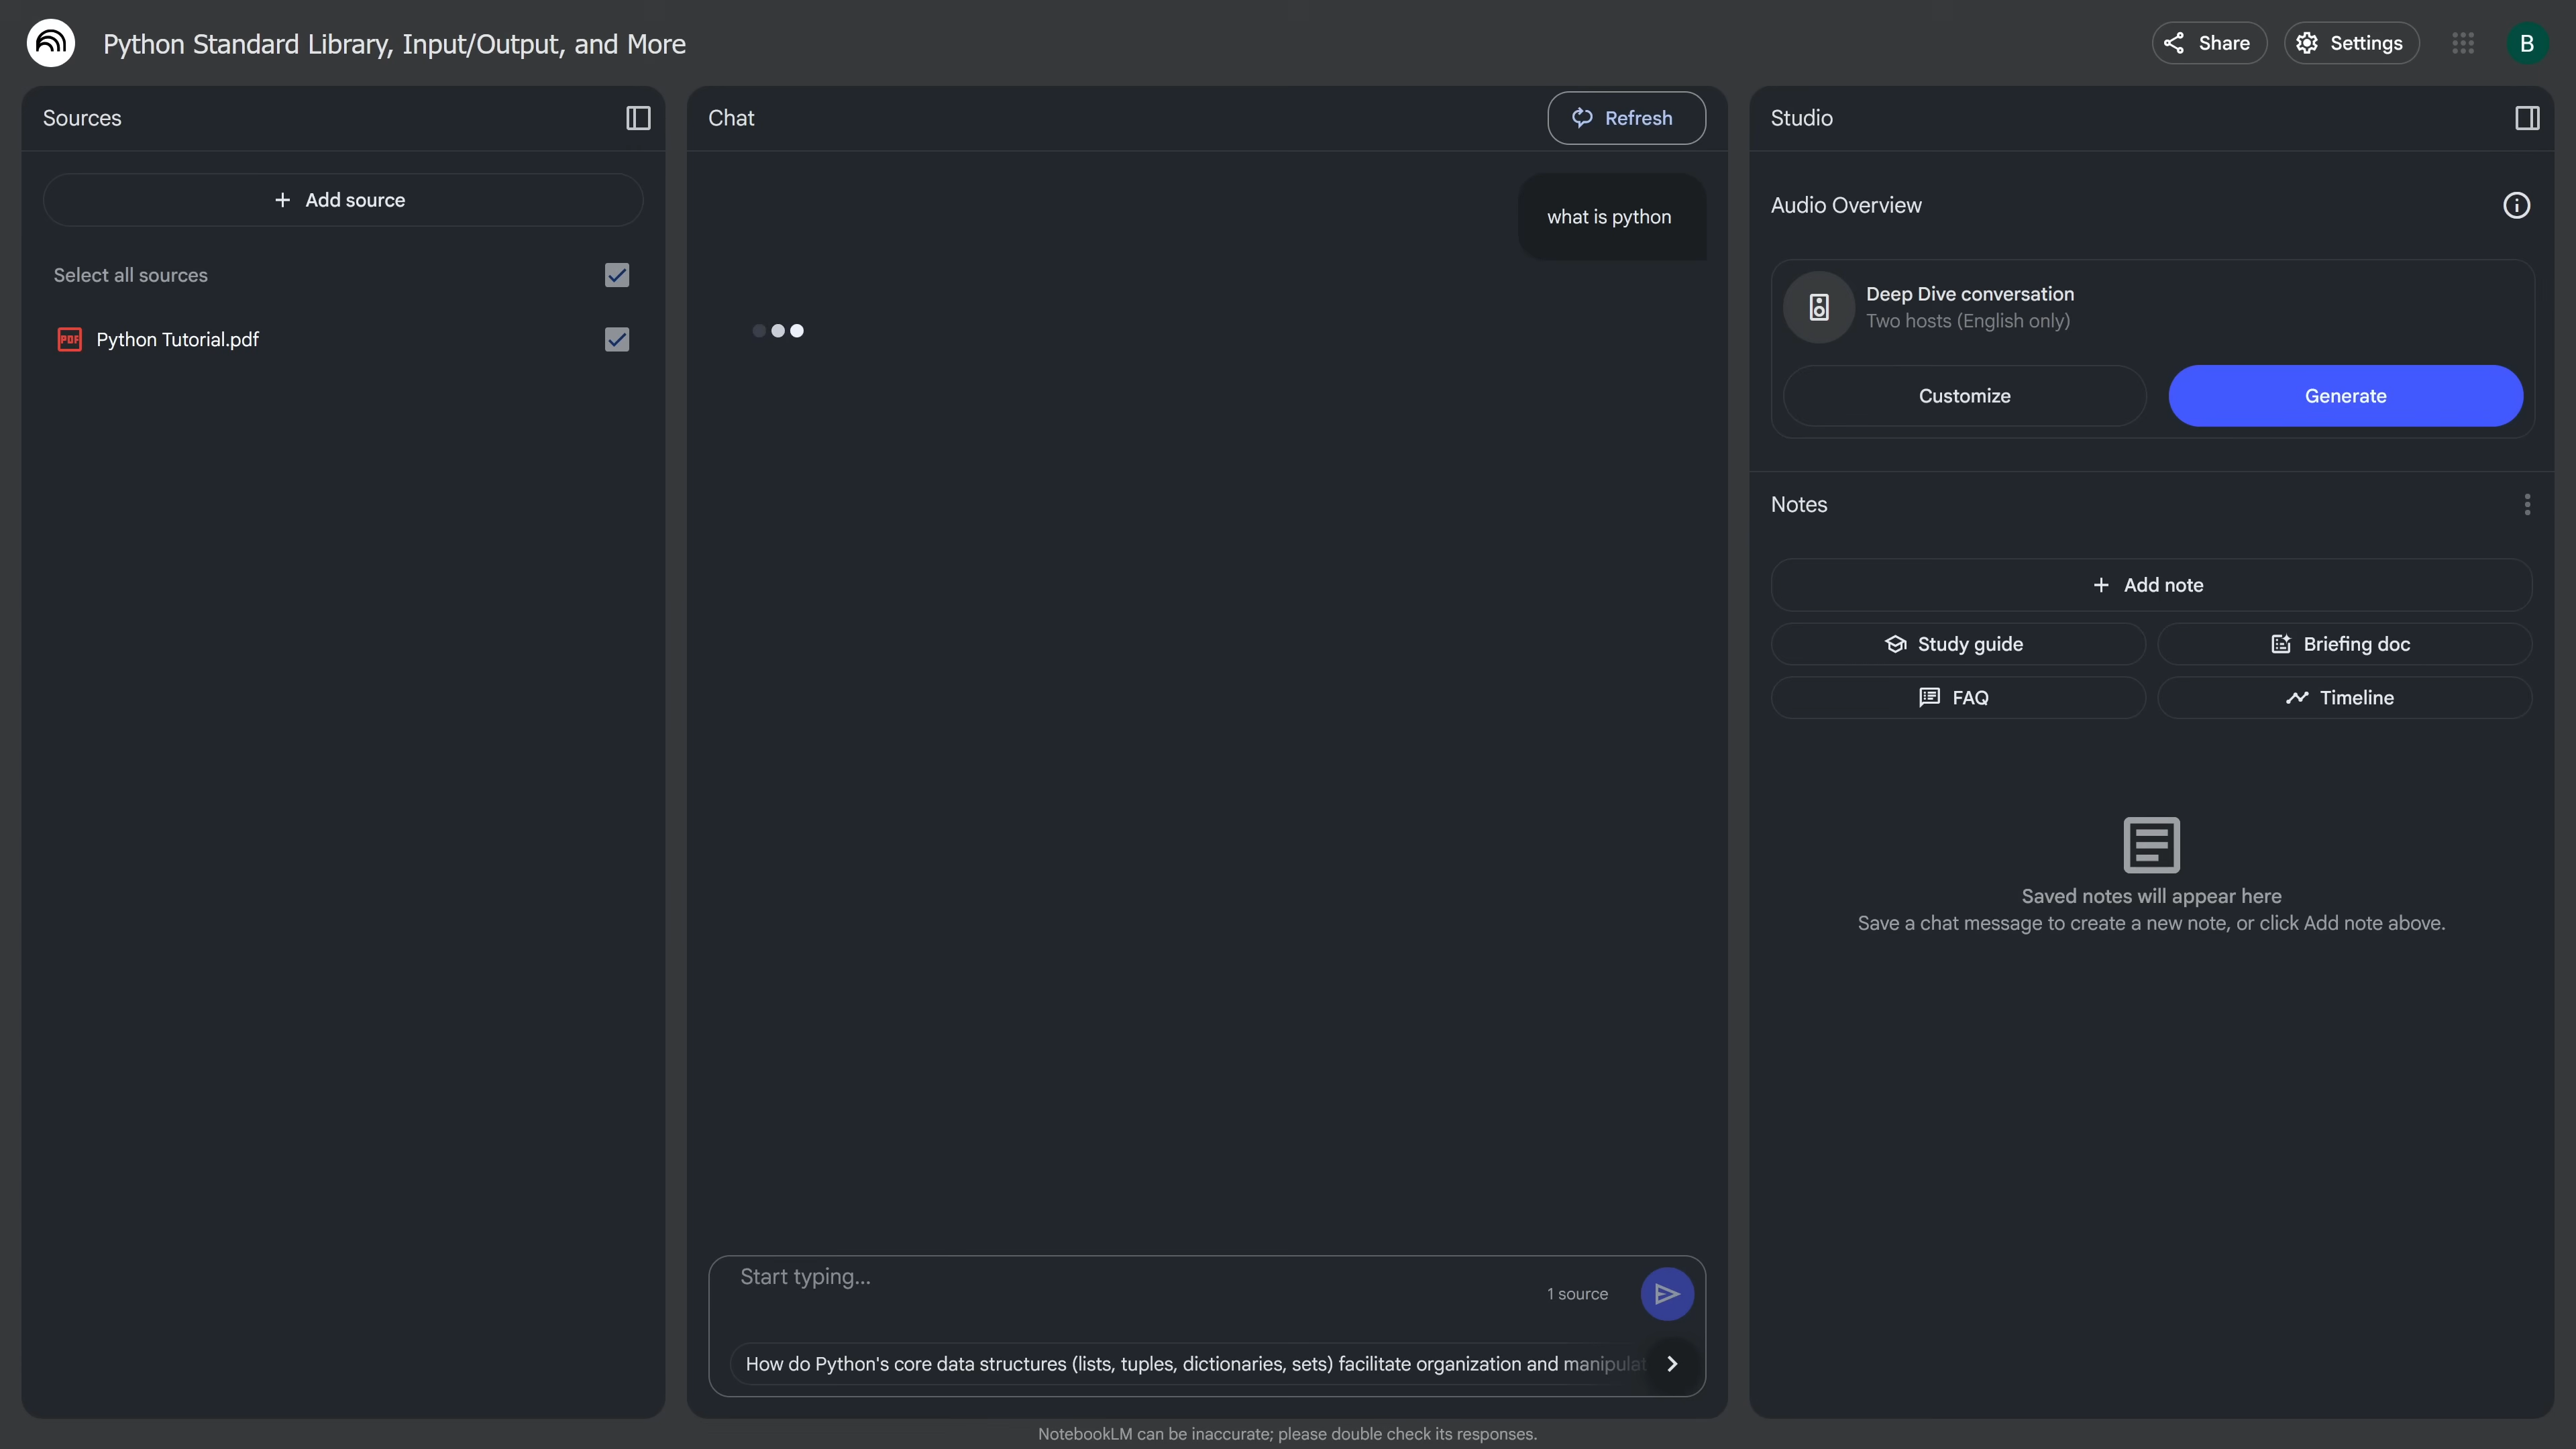 Python Standard Library, Input/Output, and More
Share
Settings
B
Sources
Add source
Select all sources
PDF
Python Tutorial.pdf
Chat
Refresh
what is python
Start typing...
1 source
How do Python's core data structures (lists, tuples, dictionaries, sets) facilitate organization and manipulat
NotebookLM can be inaccurate; please double check its responses.
Studio
Audio Overview
Deep Dive conversation
Two hosts (English only)
Customize
Generate
Notes
Add note
Study guide
Briefing doc
FAQ
Timeline
Saved notes will appear here
Save a chat message to create a new note, or click Add note above.